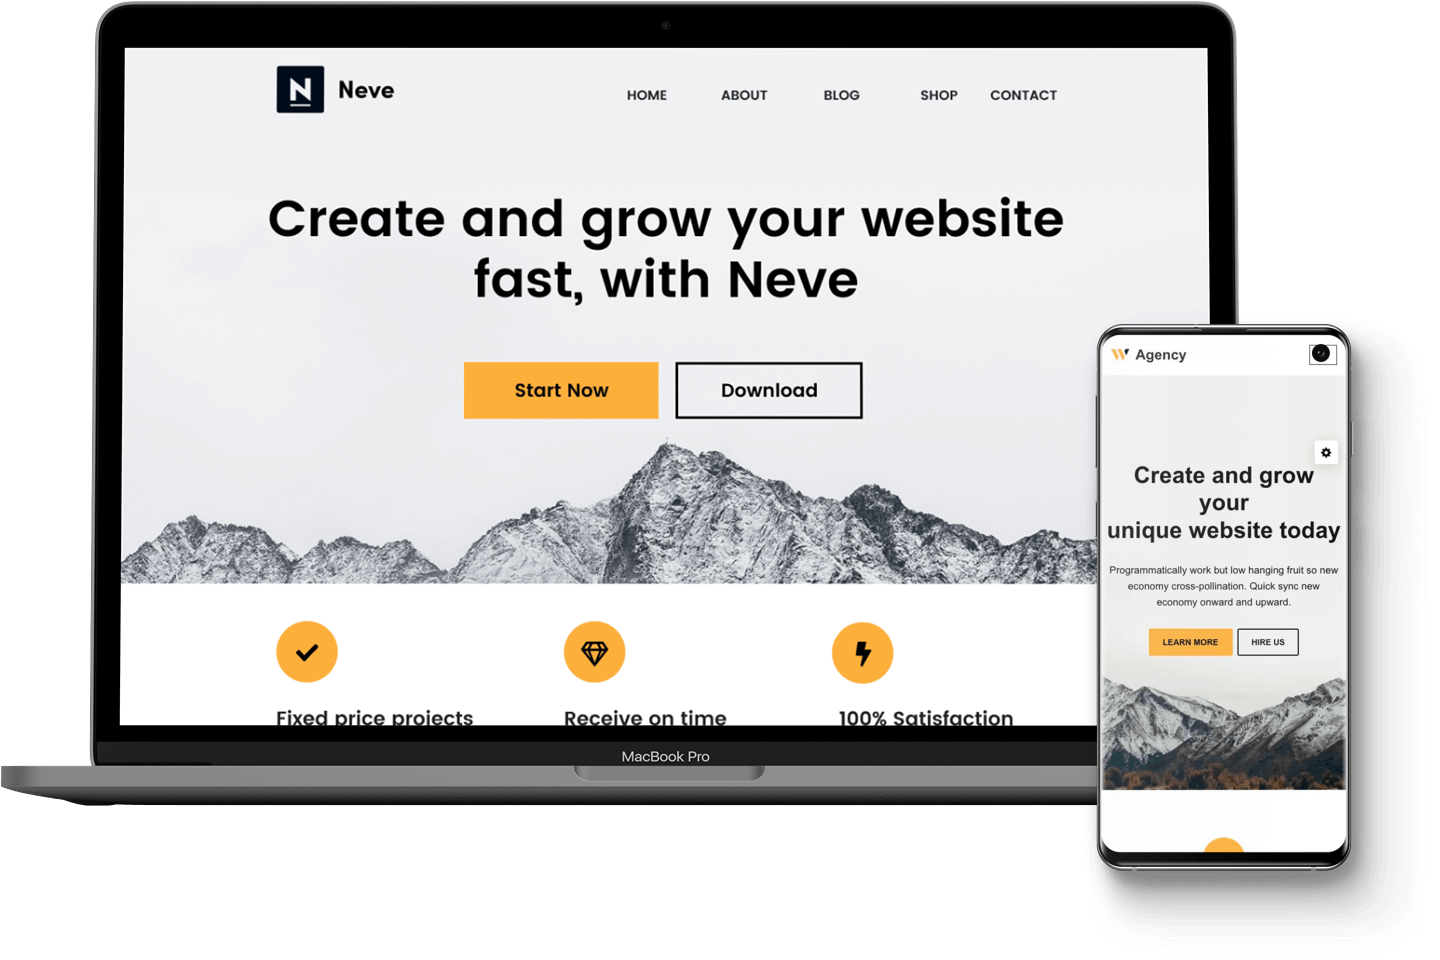 N Neve
HOME ABOUT BLOG SHOP CONTACT
Create and grow your website
fast, with Neve
Start Now Download
Fixed price projects Receive on time 100% Satisfaction
MacBook Pro
W Agency
Create and grow
your
unique website today
Programmatically work but low hanging fruit so new
economy cross-pollination. Quick sync new
economy onward and upward.
LEARN MORE HIRE US